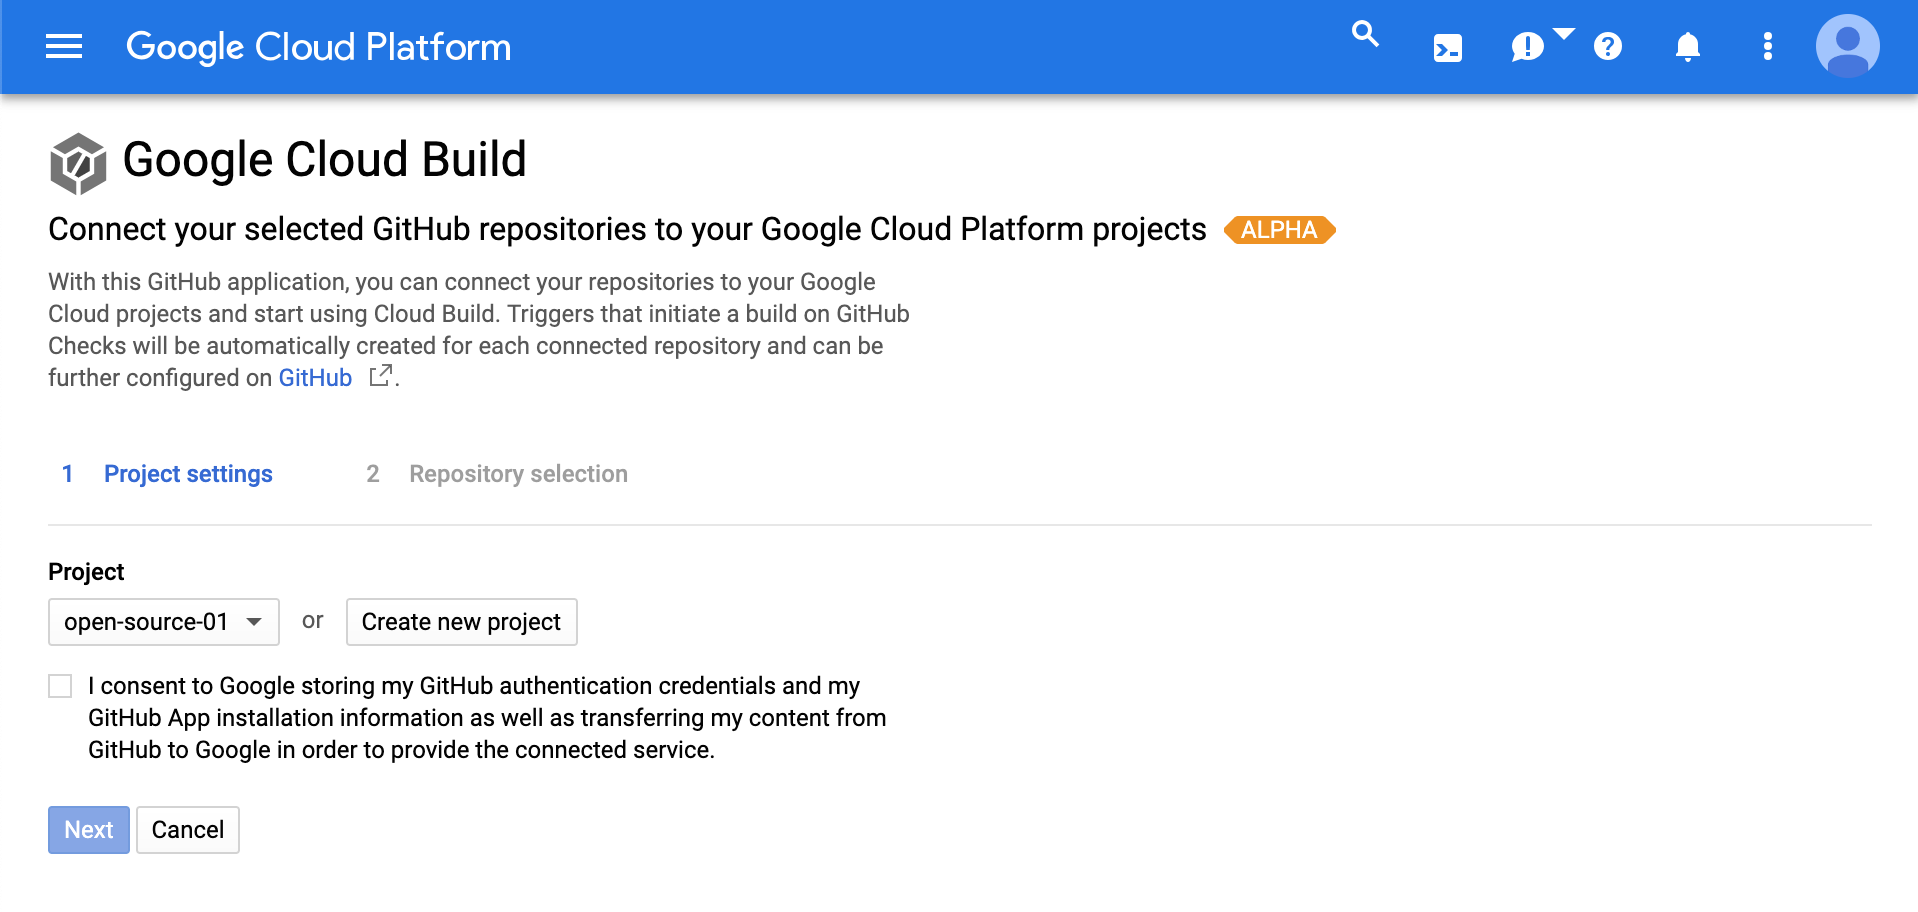 Google Cloud Platform
Google Cloud Build
Connect your selected GitHub repositories to your Google Cloud Platform projects ALPHA
With this GitHub application, you can connect your repositories to your Google
Cloud projects and start using Cloud Build. Triggers that initiate a build on GitHub
Checks will be automatically created for each connected repository and can be
further configured on GitHub .
1 Project settings 2 Repository selection
Project
open-source-01 or Create new project
I consent to Google storing my GitHub authentication credentials and my
GitHub App installation information as well as transferring my content from
GitHub to Google in order to provide the connected service.
Next Cancel